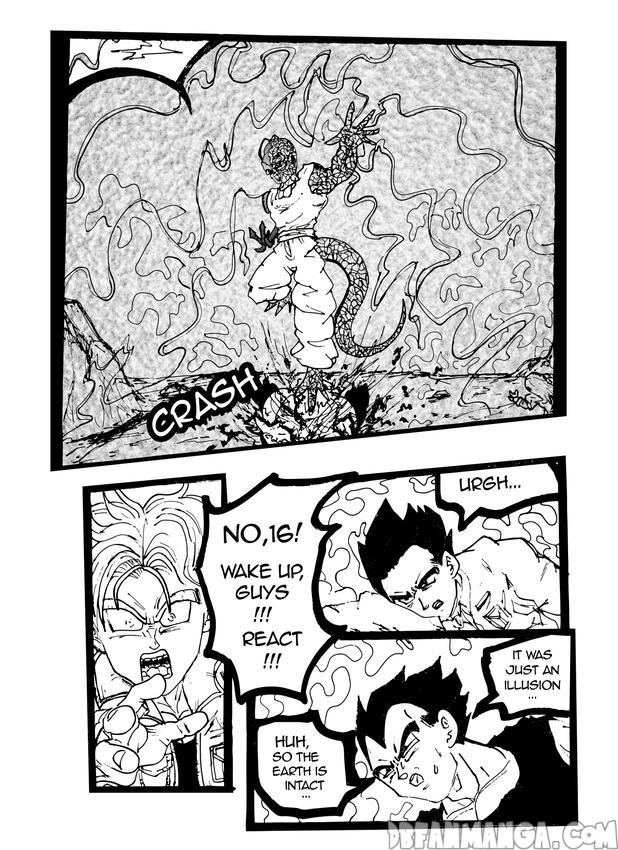 CRASH
NO,16!
WAKE UP,
GUYS
!!!
REACT
!!!
URGH...
IT WAS
JUST AN
ILLUSION
...
HUH,
SO THE
EARTH IS
INTACT
...
DBFANMANGA.COM